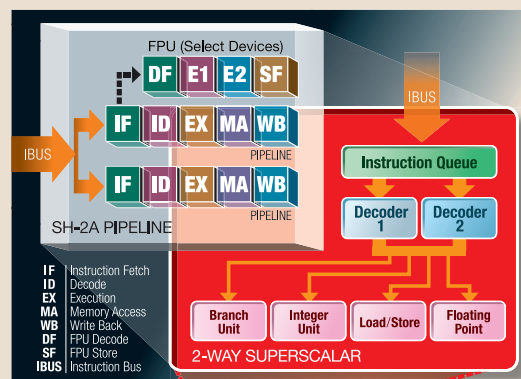 FPU (Select Devices)
DF E1 E2 SF
IBUS
IF ID EX MA WB
PIPELINE
IF ID EX MA WB
PIPELINE
SH-2A PIPELINE
IF Instruction Fetch
ID Decode
EX Execution
MA Memory Access
WB Write Back
DF FPU Decode
SF FPU Store
IBUS Instruction Bus
IBUS
Instruction Queue
Decoder
1
Decoder
2
Branch
Unit
Integer
Unit
Load/Store
Floating
Point
2-WAY SUPERSCALAR